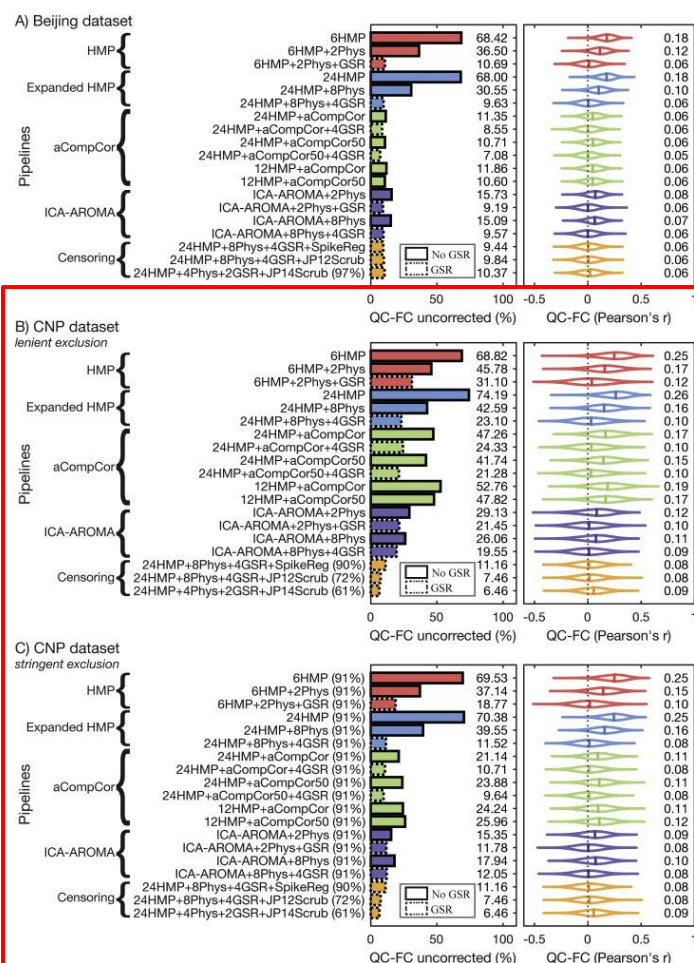 A) Beijing dataset
Pipelines
HMP
6HMP 68.42 0.18
6HMP+2Phys 36.50 0.12
6HMP+2Phys+GSR 10.69 0.06
Expanded HMP
24HMP 68.00 0.18
24HMP+8Phys 30.55 0.10
24HMP+8Phys+4GSR 9.63 0.06
aCompCor
24HMP+aCompCor 11.35 0.06
24HMP+aCompCor+4GSR 8.55 0.06
24HMP+aCompCor50 10.71 0.06
24HMP+aCompCor50+4GSR 7.08 0.05
12HMP+aCompCor 11.86 0.06
12HMP+aCompCor50 10.60 0.06
ICA-AROMA
ICA-AROMA+2Phys 15.73 0.08
ICA-AROMA+2Phys+GSR 9.19 0.06
ICA-AROMA+8Phys 15.09 0.07
ICA-AROMA+8Phys+4GSR 9.57 0.06
Censoring
24HMP+8Phys+4GSR+SpikeReg 9.44 0.06
24HMP+8Phys+4GSR+JP12Scrub 9.84 0.06
24HMP+4Phys+2GSR+JP14Scrub (97%) 10.37 0.06
No GSR
GSR
0 50 100 -0.5 0 0.5 1
QC-FC uncorrected (%) QC-FC (Pearson's r)
B) CNP dataset
lenient exclusion
Pipelines
HMP
6HMP 68.82 0.25
6HMP+2Phys 45.78 0.17
6HMP+2Phys+GSR 31.10 0.12
Expanded HMP
24HMP 74.19 0.26
24HMP+8Phys 42.59 0.16
24HMP+8Phys+4GSR 23.10 0.10
aCompCor
24HMP+aCompCor 47.26 0.17
24HMP+aCompCor+4GSR 24.33 0.10
24HMP+aCompCor50 41.74 0.15
24HMP+aCompCor50+4GSR 21.28 0.10
12HMP+aCompCor 52.76 0.19
12HMP+aCompCor50 47.82 0.17
ICA-AROMA
ICA-AROMA+2Phys 29.13 0.12
ICA-AROMA+2Phys+GSR 21.45 0.10
ICA-AROMA+8Phys 26.06 0.11
ICA-AROMA+8Phys+4GSR 19.55 0.09
Censoring
24HMP+8Phys+4GSR+SpikeReg (90%) 11.16 0.08
24HMP+8Phys+4GSR+JP12Scrub (72%) 7.46 0.08
24HMP+4Phys+2GSR+JP14Scrub (61%) 6.46 0.09
No GSR
GSR
0 50 100 -0.5 0 0.5 1
QC-FC uncorrected (%) QC-FC (Pearson's r)
C) CNP dataset
stringent exclusion
Pipelines
HMP
6HMP (91%) 69.53 0.25
6HMP+2Phys (91%) 37.14 0.15
6HMP+2Phys+GSR (91%) 18.77 0.10
Expanded HMP
24HMP (91%) 70.38 0.25
24HMP+8Phys (91%) 39.55 0.16
24HMP+8Phys+4GSR (91%) 11.52 0.08
aCompCor
24HMP+aCompCor (91%) 21.14 0.11
24HMP+aCompCor+4GSR (91%) 10.71 0.08
24HMP+aCompCor50 (91%) 23.88 0.11
24HMP+aCompCor50+4GSR (91%) 9.64 0.08
12HMP+aCompCor (91%) 24.24 0.11
12HMP+aCompCor50 (91%) 25.96 0.12
ICA-AROMA
ICA-AROMA+2Phys (91%) 15.35 0.09
ICA-AROMA+2Phys+GSR (91%) 11.78 0.08
ICA-AROMA+8Phys (91%) 17.94 0.10
ICA-AROMA+8Phys+4GSR (91%) 12.05 0.08
Censoring
24HMP+8Phys+4GSR+SpikeReg (90%) 11.16 0.08
24HMP+8Phys+4GSR+JP12Scrub (72%) 7.46 0.08
24HMP+4Phys+2GSR+JP14Scrub (61%) 6.46 0.09
No GSR
GSR
0 50 100 -0.5 0 0.5 1
QC-FC uncorrected (%) QC-FC (Pearson's r)